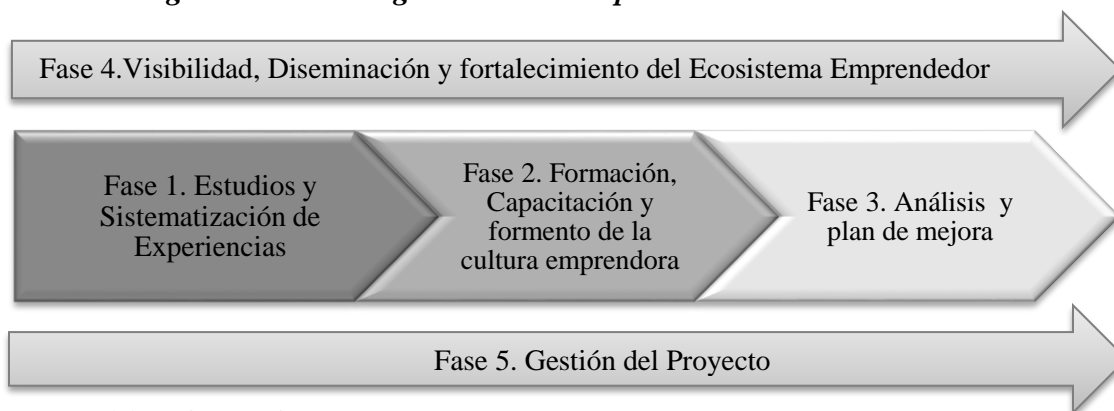 Fase 4.Visibilidad, Diseminación y fortalecimiento del Ecosistema Emprendedor
Fase 1. Estudios y
Sistematización de
Experiencias
Fase 2. Formación,
Capacitación y
formento de la
cultura emprendora
Fase 3. Análisis y
plan de mejora
Fase 5. Gestión del Proyecto